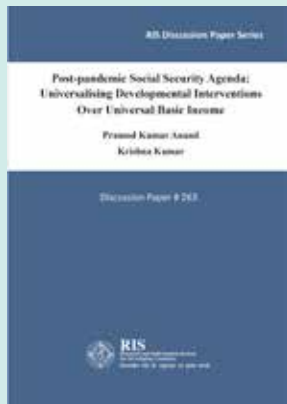 RIS Discussion Paper Series
Post-pandemic Social Security Agenda:
Universalising Developmental Interventions
Over Universal Basic Income
Pramod Kumar Anand
Krishna Kumar
Discussion Paper # 263
RIS